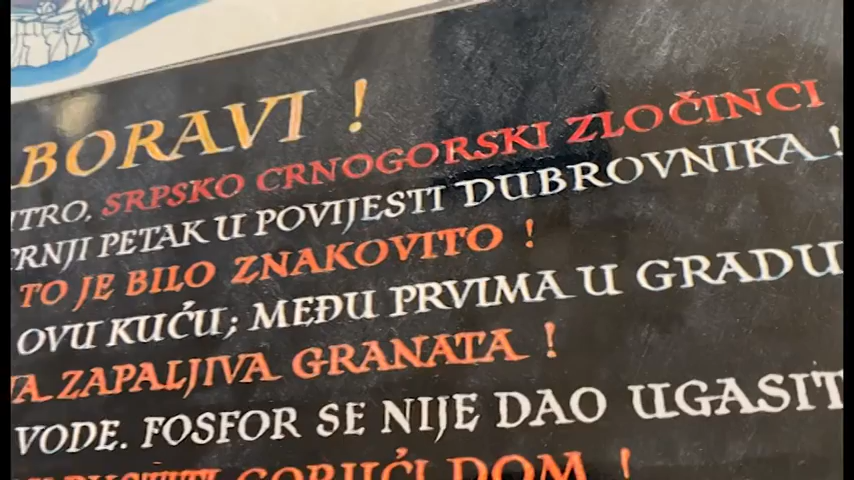 BORAVI !
ITRO, SRPSKO CRNOGORSKI ZLOČINCI
RNJI PETAK U POVIJESTI DUBROVNIKA !
TO JE BILO ZNAKOVITO !
OVU KUĆU; MEĐU PRVIMA U GRADU
A ZAPALJIVA GRANATA !
VODE. FOSFOR SE NIJE DAO UGASIT
GORUĆI DOM !